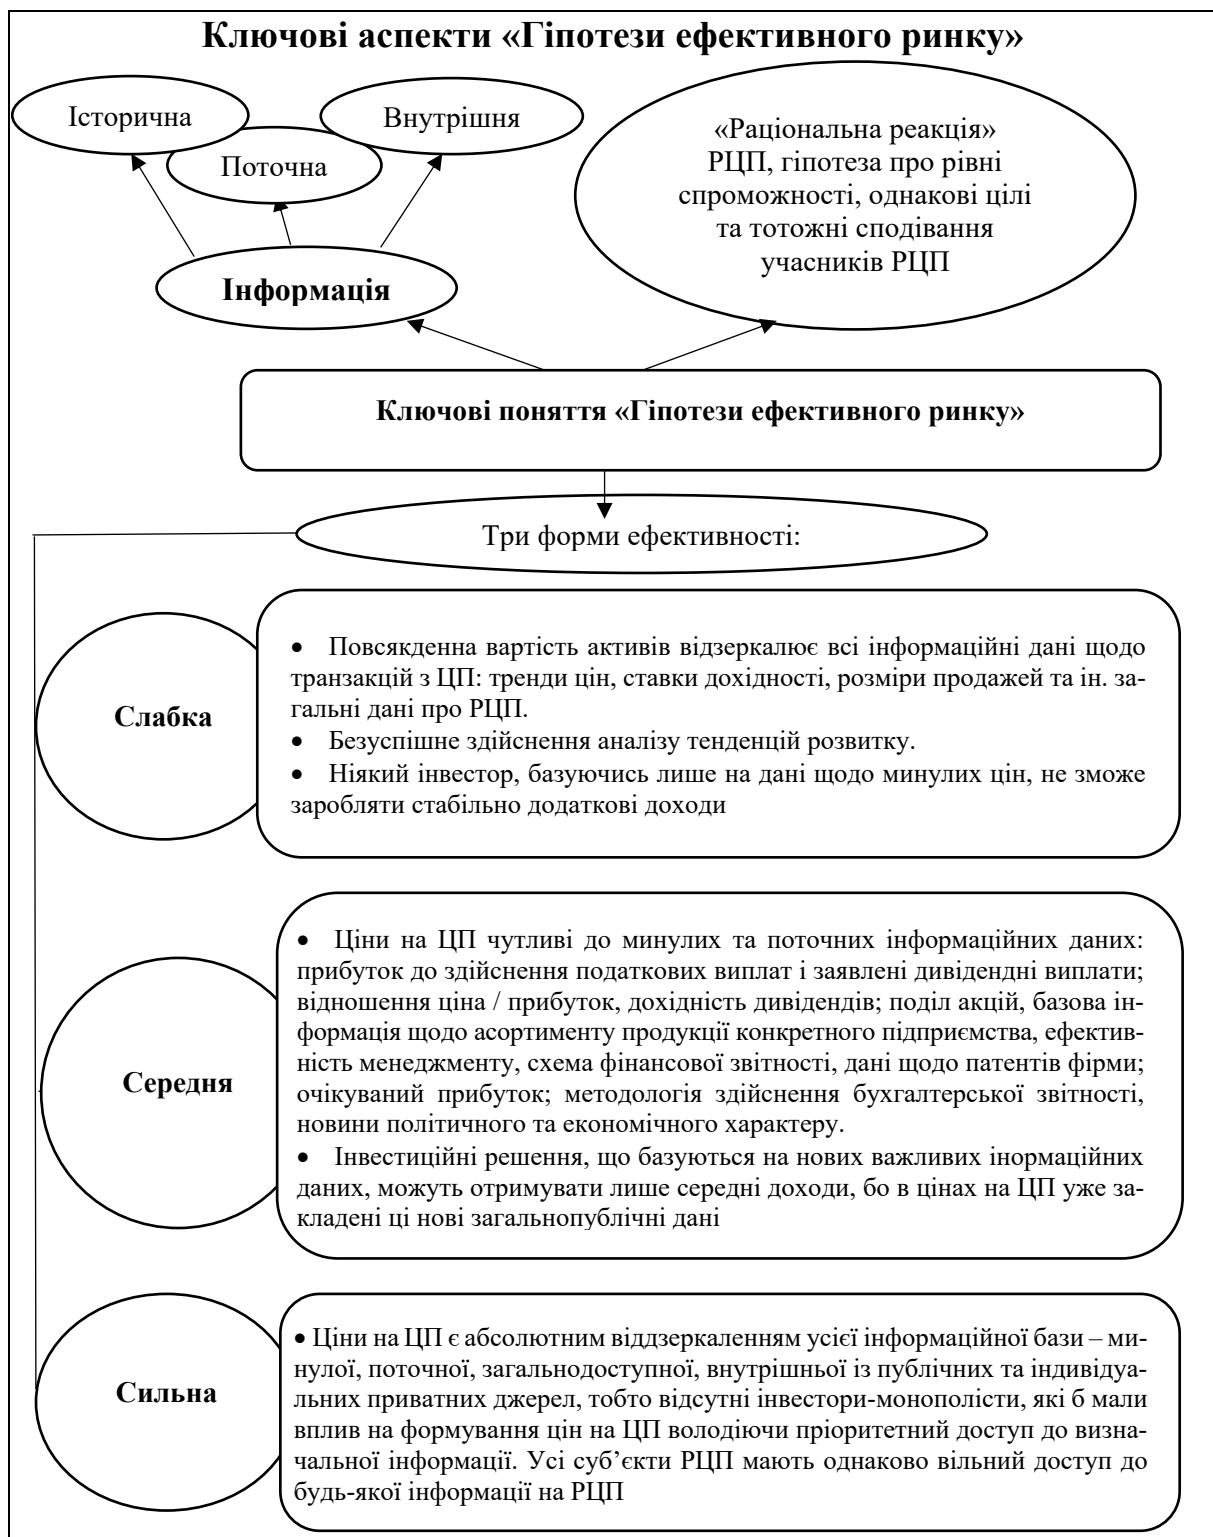 Ключові аспекти «Гіпотези ефективного ринку»
Історична
Поточна
Внутрішня
Інформація
«Раціональна реакція»
РЦП, гіпотеза про рівні
спроможності, однакові цілі
та тотожні сподівання
учасників РЦП
Ключові поняття «Гіпотези ефективного ринку»
Три форми ефективності:
Слабка
• Повсякденна вартість активів відзеркалює всі інформаційні дані щодо
транзакцій з ЦП: тренди цін, ставки дохідності, розміри продажей та ін. за-
гальні дані про РЦП.
• Безуспішне здійснення аналізу тенденцій розвитку.
• Ніякий інвестор, базуючись лише на дані щодо минулих цін, не зможе
заробляти стабільно додаткові доходи
Середня
• Ціни на ЦП чутливі до минулих та поточних інформаційних даних:
прибуток до здійснення податкових виплат і заявлені дивідендні виплати;
відношення ціна / прибуток, дохідність дивідендів; поділ акцій, базова ін-
формація щодо асортименту продукції конкретного підприємства, ефектив-
ність менеджменту, схема фінансової звітності, дані щодо патентів фірми;
очікуваний прибуток; методологія здійснення бухгалтерської звітності,
новини політичного та економічного характеру.
• Інвестиційні решення, що базуються на нових важливих інормаційних
даних, можуть отримувати лише середні доходи, бо в цінах на ЦП уже за-
кладені ці нові загальнопублічні дані
Сильна
• Ціни на ЦП є абсолютним віддзеркаленням усієї інформаційної бази – ми-
нулої, поточної, загальнодоступної, внутрішньої із публічних та індивіду-
альних приватних джерел, тобто відсутні інвестори-монополісти, які б мали
вплив на формування цін на ЦП володіючи пріоритетний доступ до визна-
чальної інформації. Усі суб’єкти РЦП мають однаково вільний доступ до
будь-якої інформації на РЦП